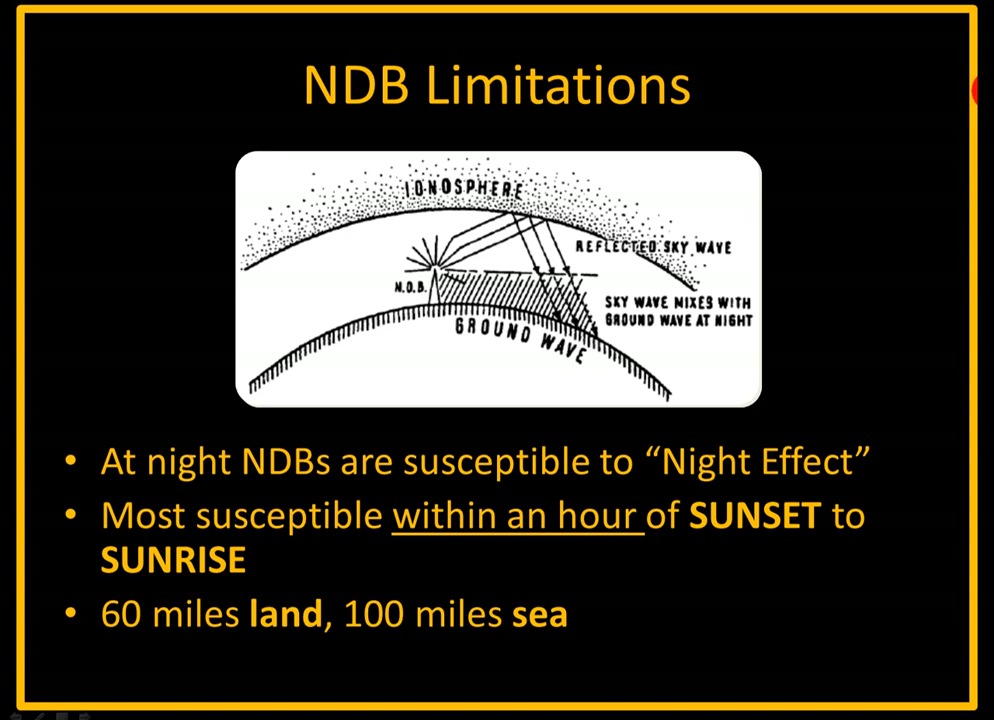 NDB Limitations
IONOSPHERE
REFLECTED SKY WAVE
N.D.B.
SKY WAVE MIXES WITH
GROUND WAVE AT NIGHT
GROUND WAVE
• At night NDBs are susceptible to “Night Effect”
• Most susceptible within an hour of SUNSET to
SUNRISE
• 60 miles land, 100 miles sea